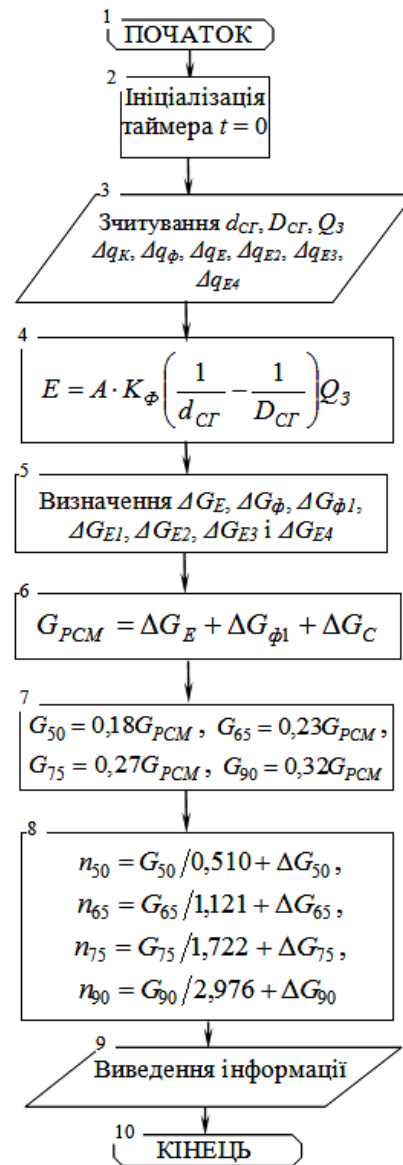 1
ПОЧАТОК
2
Ініціалізація
таймера t = 0
3
Зчитування d_СГ, D_СГ, Q_З
Δq_К, Δq_ф, Δq_Е, Δq_Е2, Δq_Е3,
Δq_Е4
4
E = A · K_Ф (1/d_СГ − 1/D_СГ) Q_З
5
Визначення ΔG_Е, ΔG_ф, ΔG_ф1,
ΔG_Е1, ΔG_Е2, ΔG_Е3 і ΔG_Е4
6
G_РСМ = ΔG_E + ΔG_ф1 + ΔG_С
7
G_50 = 0,18G_РСМ , G_65 = 0,23G_РСМ ,
G_75 = 0,27G_РСМ , G_90 = 0,32G_РСМ
8
n_50 = G_50/0,510 + ΔG_50 ,
n_65 = G_65/1,121 + ΔG_65 ,
n_75 = G_75/1,722 + ΔG_75 ,
n_90 = G_90/2,976 + ΔG_90
9
Виведення інформації
10
КІНЕЦЬ